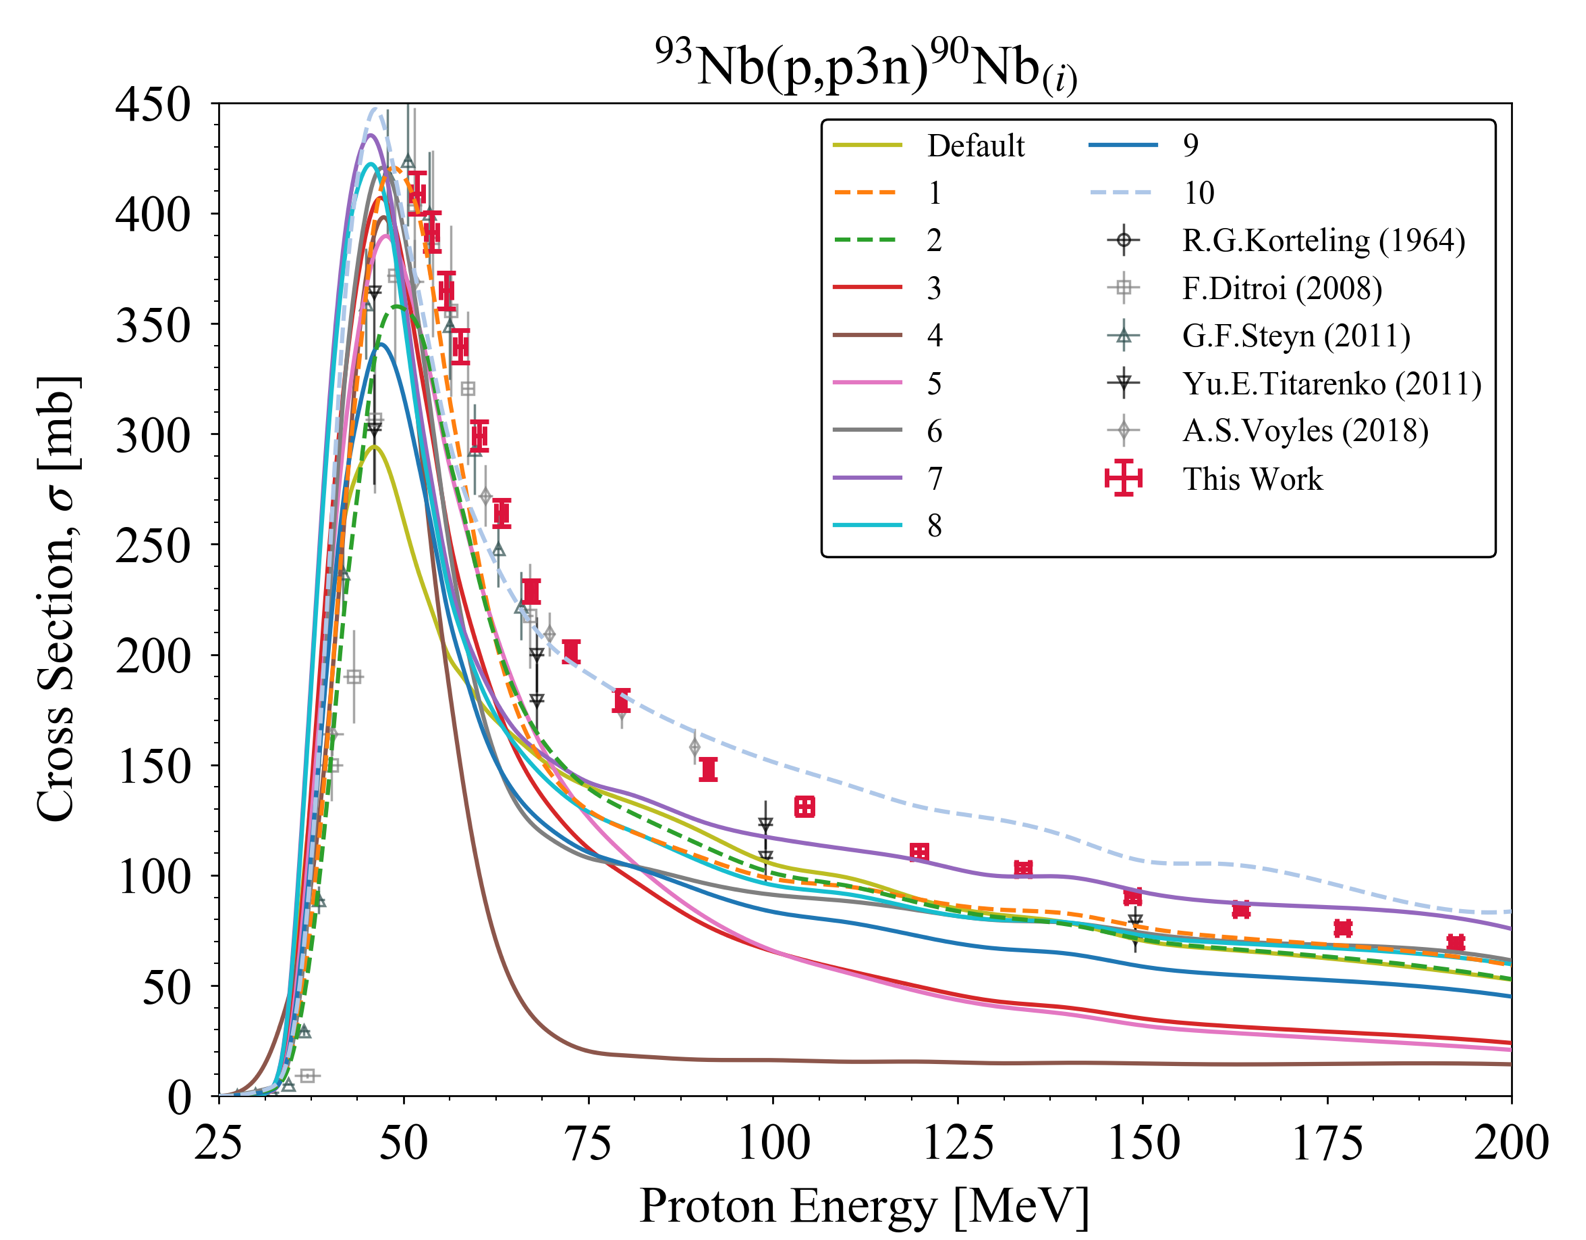 ⁹³Nb(p,p3n)⁹⁰Nb₍ᵢ₎
450
400
350
300
250
200
150
100
50
0
Cross Section, σ [mb]
25 50 75 100 125 150 175 200
Proton Energy [MeV]
Default
1
2
3
4
5
6
7
8
9
10
R.G.Korteling (1964)
F.Ditroi (2008)
G.F.Steyn (2011)
Yu.E.Titarenko (2011)
A.S.Voyles (2018)
This Work